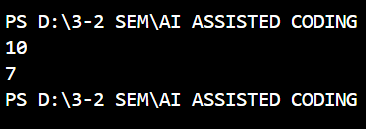 PS D:\3-2 SEM\AI ASSISTED CODING
10
7
PS D:\3-2 SEM\AI ASSISTED CODING